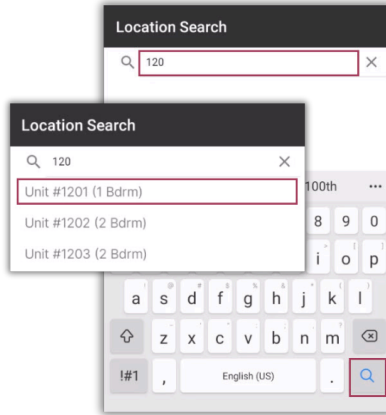 Location Search
120
Location Search
120
Unit #1201 (1 Bdrm)
Unit #1202 (2 Bdrm)
Unit #1203 (2 Bdrm)
100th ...
8 9 0
i o p
a s d f g h j k l
z x c v b n m
!#1 , English (US) .